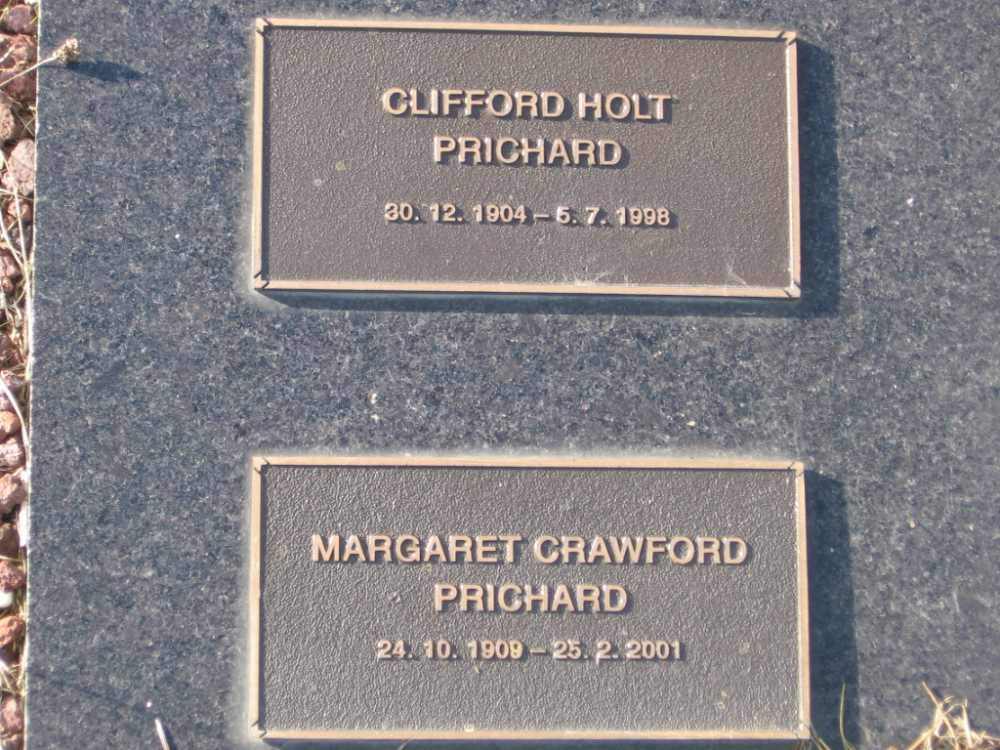 CLIFFORD HOLT
PRICHARD
30. 12. 1904 – 5. 7. 1998
MARGARET CRAWFORD
PRICHARD
24. 10. 1909 – 25. 2. 2001